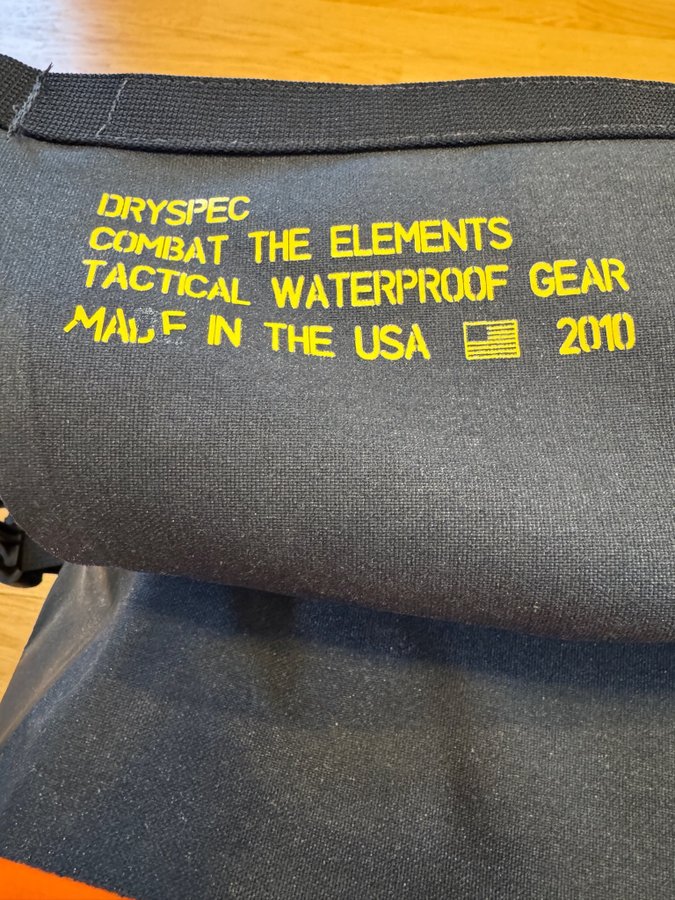 DRYSPEC
COMBAT THE ELEMENTS
TACTICAL WATERPROOF GEAR
MADE IN THE USA 2010